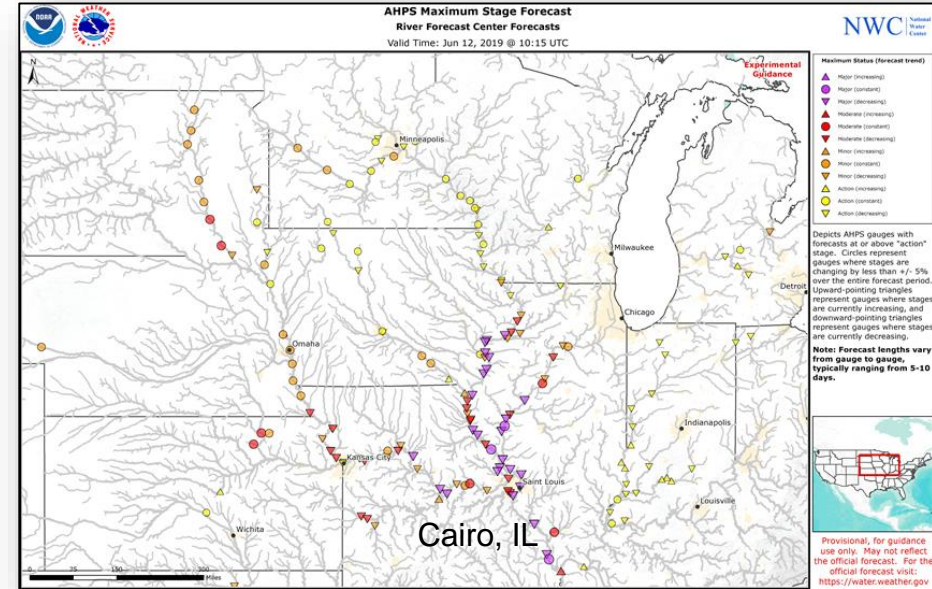 AHPS Maximum Stage Forecast
River Forecast Center Forecasts
Valid Time: Jun 12, 2019 @ 10:15 UTC
NOAA
NWC National
Water
Center
N
Experimental
Guidance
Minneapolis
Milwaukee
Detroit
Chicago
Omaha
Indianapolis
Kansas City
Saint Louis
Louisville
Wichita
Cairo, IL
0 75 150 300
Miles
Maximum Status (forecast trend)
Major (increasing)
Major (constant)
Major (decreasing)
Moderate (increasing)
Moderate (constant)
Moderate (decreasing)
Minor (increasing)
Minor (constant)
Minor (decreasing)
Action (increasing)
Action (constant)
Action (decreasing)
Depicts AHPS gauges with
forecasts at or above "action"
stage. Circles represent
gauges where stages are
changing by less than +/- 5%
over the entire forecast period.
Upward-pointing triangles
represent gauges where stages
are currently increasing, and
downward-pointing triangles
represent gauges where stages
are currently decreasing.
Note: Forecast lengths vary
from gauge to gauge,
typically ranging from 5-10
days.
Provisional, for guidance
use only. May not reflect
the official forecast. For the
official forecast visit:
https://water.weather.gov